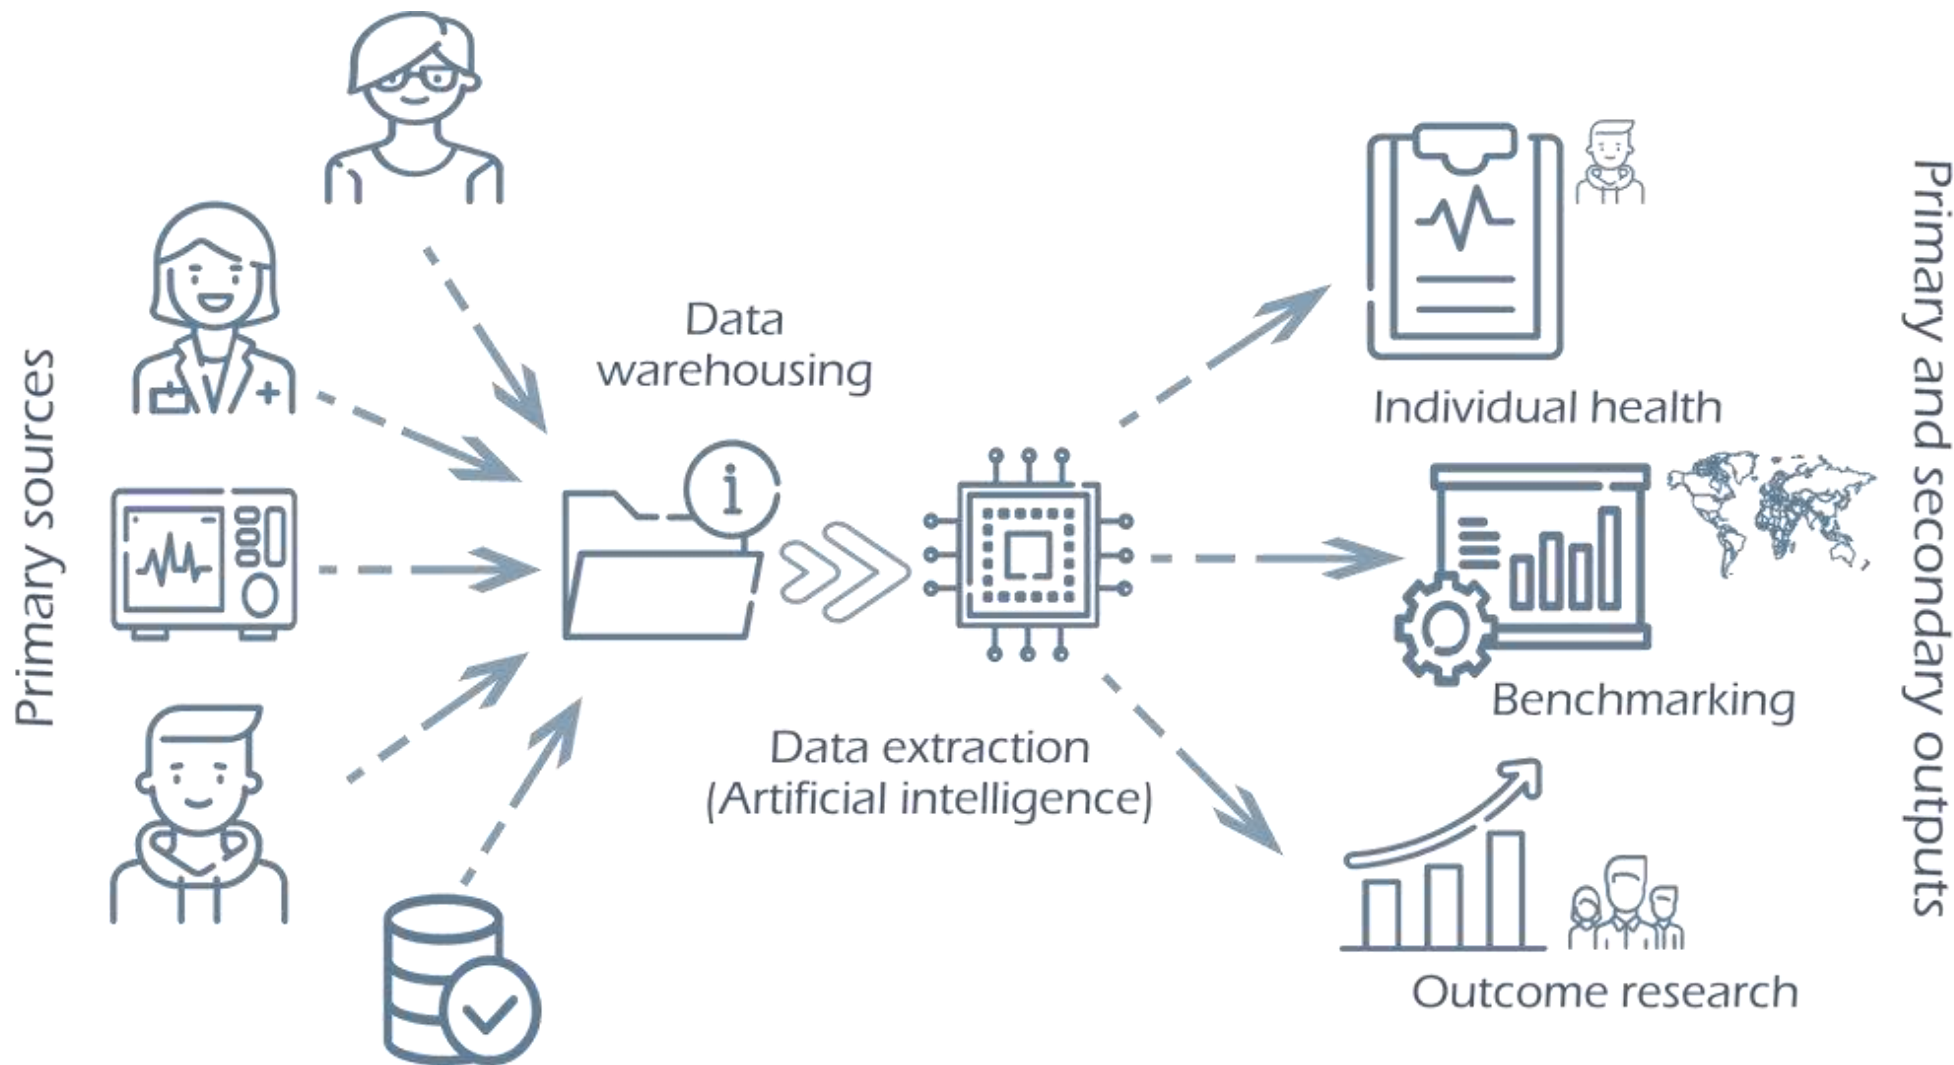 Primary sources
Data
warehousing
i
Data extraction
(Artificial intelligence)
Individual health
Benchmarking
Outcome research
Primary and secondary outputs